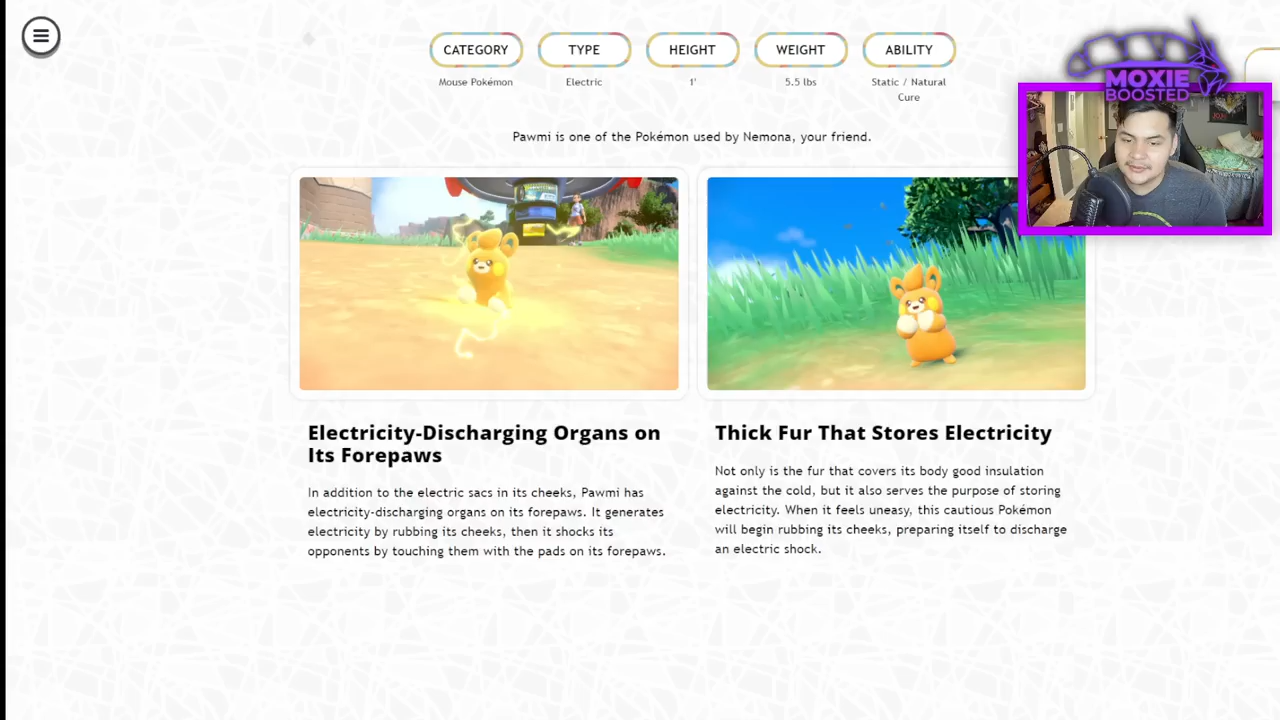 CATEGORY
TYPE
HEIGHT
WEIGHT
ABILITY
Mouse Pokémon
Electric
1'
5.5 lbs
Static / Natural
Cure
MOXIE
BOOSTED
Pawmi is one of the Pokémon used by Nemona, your friend.
Electricity-Discharging Organs on
Its Forepaws
In addition to the electric sacs in its cheeks, Pawmi has
electricity-discharging organs on its forepaws. It generates
electricity by rubbing its cheeks, then it shocks its
opponents by touching them with the pads on its forepaws.
Thick Fur That Stores Electricity
Not only is the fur that covers its body good insulation
against the cold, but it also serves the purpose of storing
electricity. When it feels uneasy, this cautious Pokémon
will begin rubbing its cheeks, preparing itself to discharge
an electric shock.